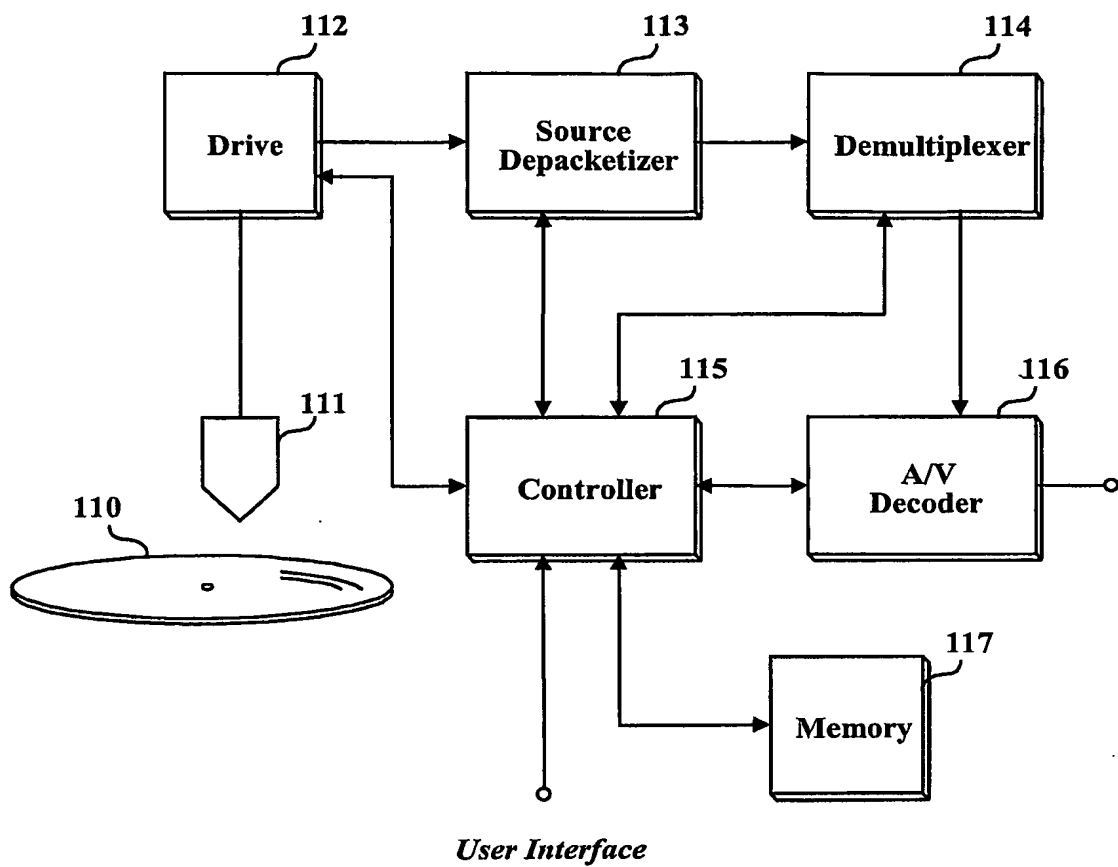 112
113
114
Drive
Source
Depacketizer
Demultiplexer
111
115
116
110
Controller
A/V
Decoder
117
Memory
User Interface